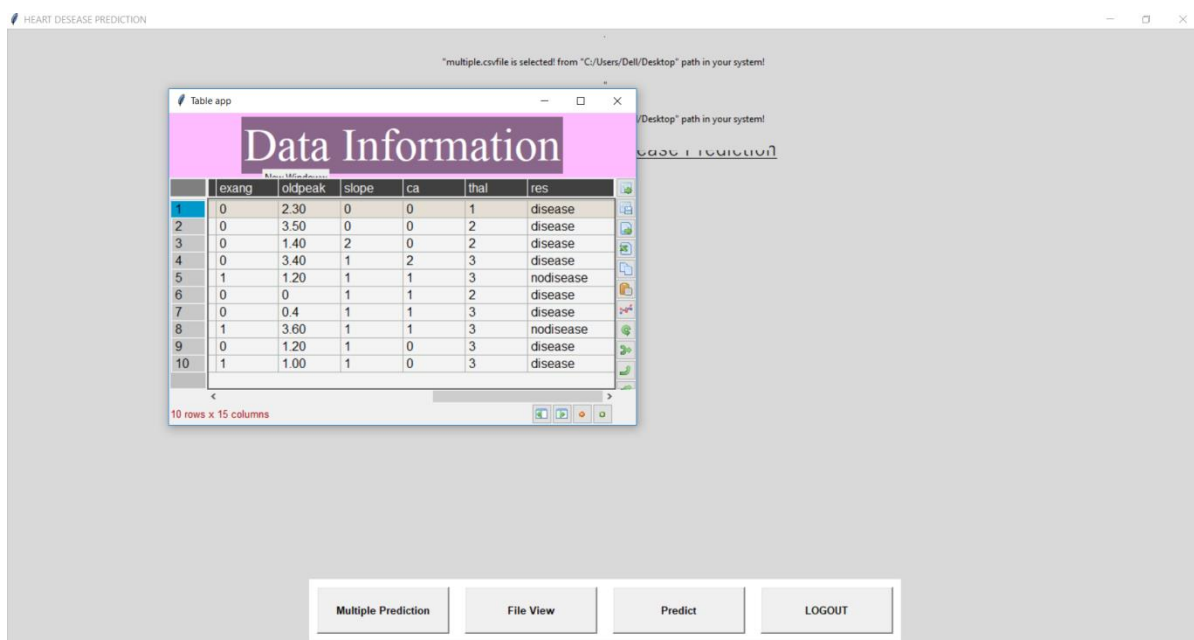 HEART DESEASE PREDICTION
.
"multiple.csvfile is selected! from "C:/Users/Dell/Desktop" path in your system!
"
/Desktop" path in your system!
ease Prediction
Table app
Data Information
New Windowy
exang oldpeak slope ca thal res
1 0 2.30 0 0 1 disease
2 0 3.50 0 0 2 disease
3 0 1.40 2 0 2 disease
4 0 3.40 1 2 3 disease
5 1 1.20 1 1 3 nodisease
6 0 0 1 1 2 disease
7 0 0.4 1 1 3 disease
8 1 3.60 1 1 3 nodisease
9 0 1.20 1 0 3 disease
10 1 1.00 1 0 3 disease
10 rows x 15 columns
Multiple Prediction File View Predict LOGOUT